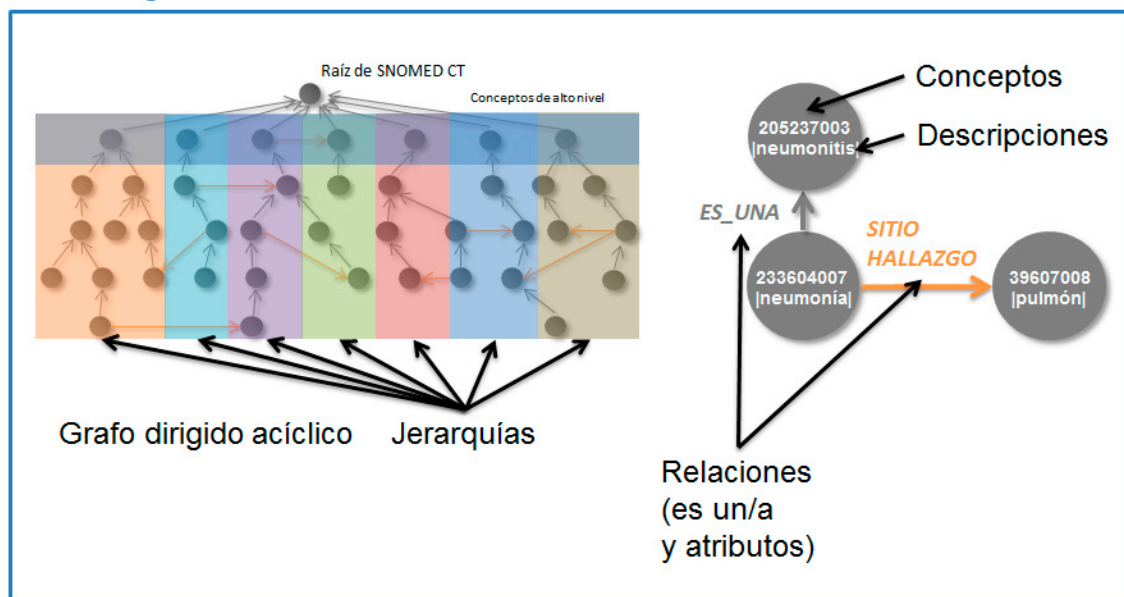 Raíz de SNOMED CT
Conceptos de alto nivel
Grafo dirigido acíclico
Jerarquías
Conceptos
205237003
|neumonitis|
Descripciones
ES_UNA
SITIO
HALLAZGO
233604007
|neumonía|
39607008
|pulmón|
Relaciones
(es un/a
y atributos)